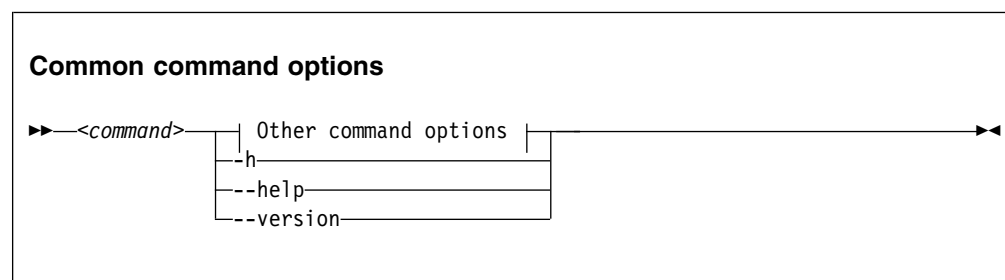 Common command options
<command> Other command options
-h
--help
--version